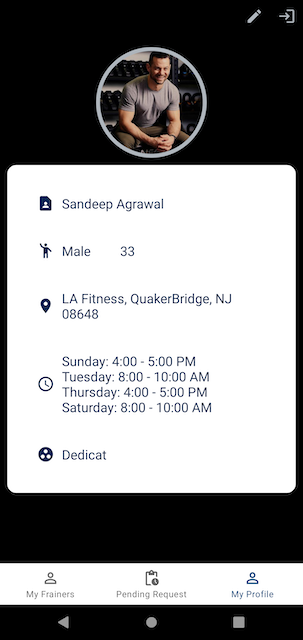 Sandeep Agrawal
Male 33
LA Fitness, QuakerBridge, NJ
08648
Sunday: 4:00 - 5:00 PM
Tuesday: 8:00 - 10:00 AM
Thursday: 4:00 - 5:00 PM
Saturday: 8:00 - 10:00 AM
Dedicat
My Frainers Pending Request My Profile